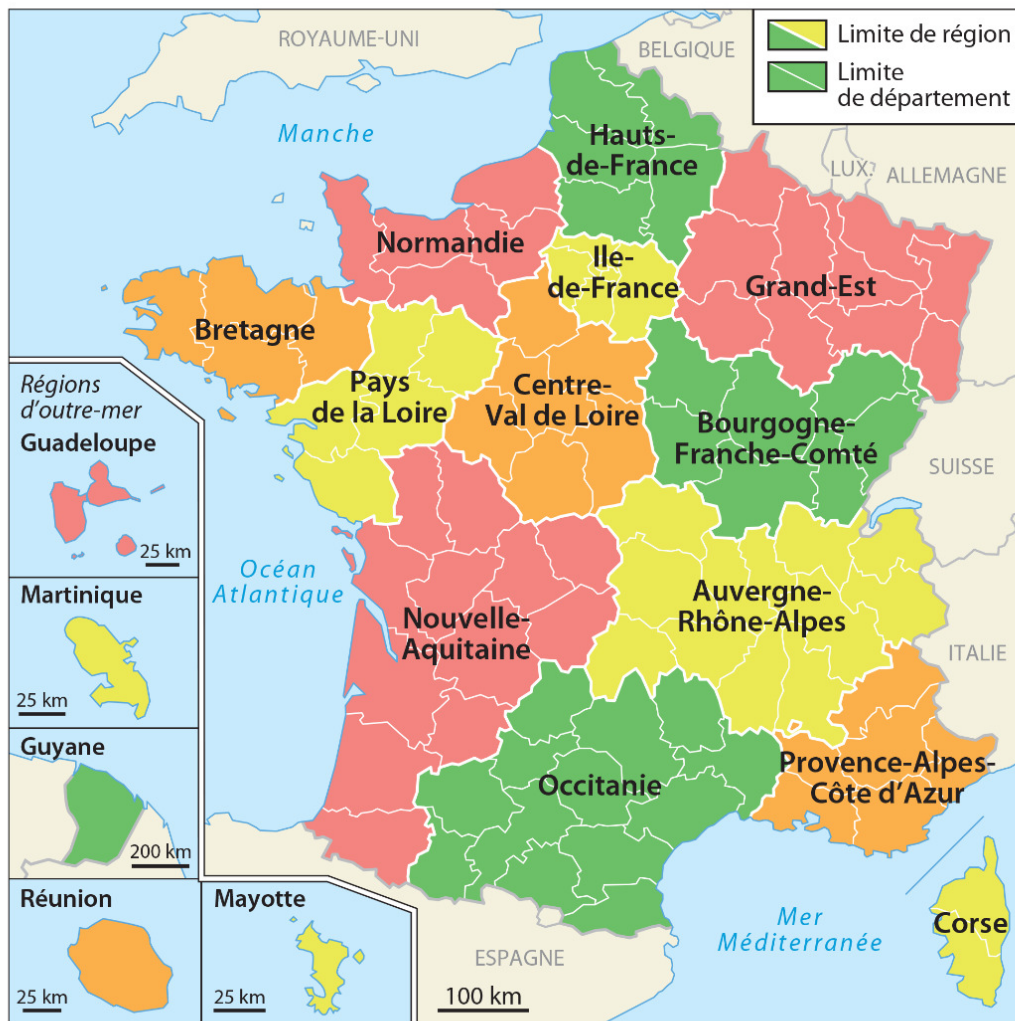 ROYAUME-UNI
BELGIQUE
Limite de région
Limite
de département
Manche
Hauts-
de-France
LUX.
ALLEMAGNE
Normandie
Ile-
de-France
Grand-Est
Bretagne
Pays
de la Loire
Centre-
Val de Loire
Bourgogne-
Franche-Comté
SUISSE
Régions
d'outre-mer
Guadeloupe
25 km
Océan
Atlantique
Martinique
25 km
Nouvelle-
Aquitaine
Auvergne-
Rhône-Alpes
ITALIE
Guyane
200 km
Occitanie
Provence-Alpes-
Côte d'Azur
Réunion
25 km
Mayotte
25 km
ESPAGNE
100 km
Mer
Méditerranée
Corse